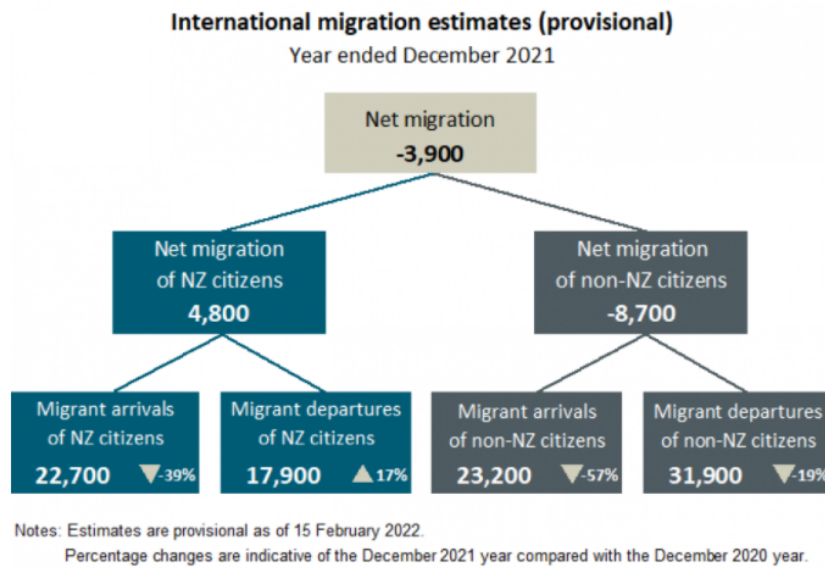 International migration estimates (provisional)
Year ended December 2021
Net migration
-3,900
Net migration
of NZ citizens
4,800
Net migration
of non-NZ citizens
-8,700
Migrant arrivals
of NZ citizens
22,700 ▼-39%
Migrant departures
of NZ citizens
17,900 ▲17%
Migrant arrivals
of non-NZ citizens
23,200 ▼-57%
Migrant departures
of non-NZ citizens
31,900 ▼-19%
Notes: Estimates are provisional as of 15 February 2022.
Percentage changes are indicative of the December 2021 year compared with the December 2020 year.